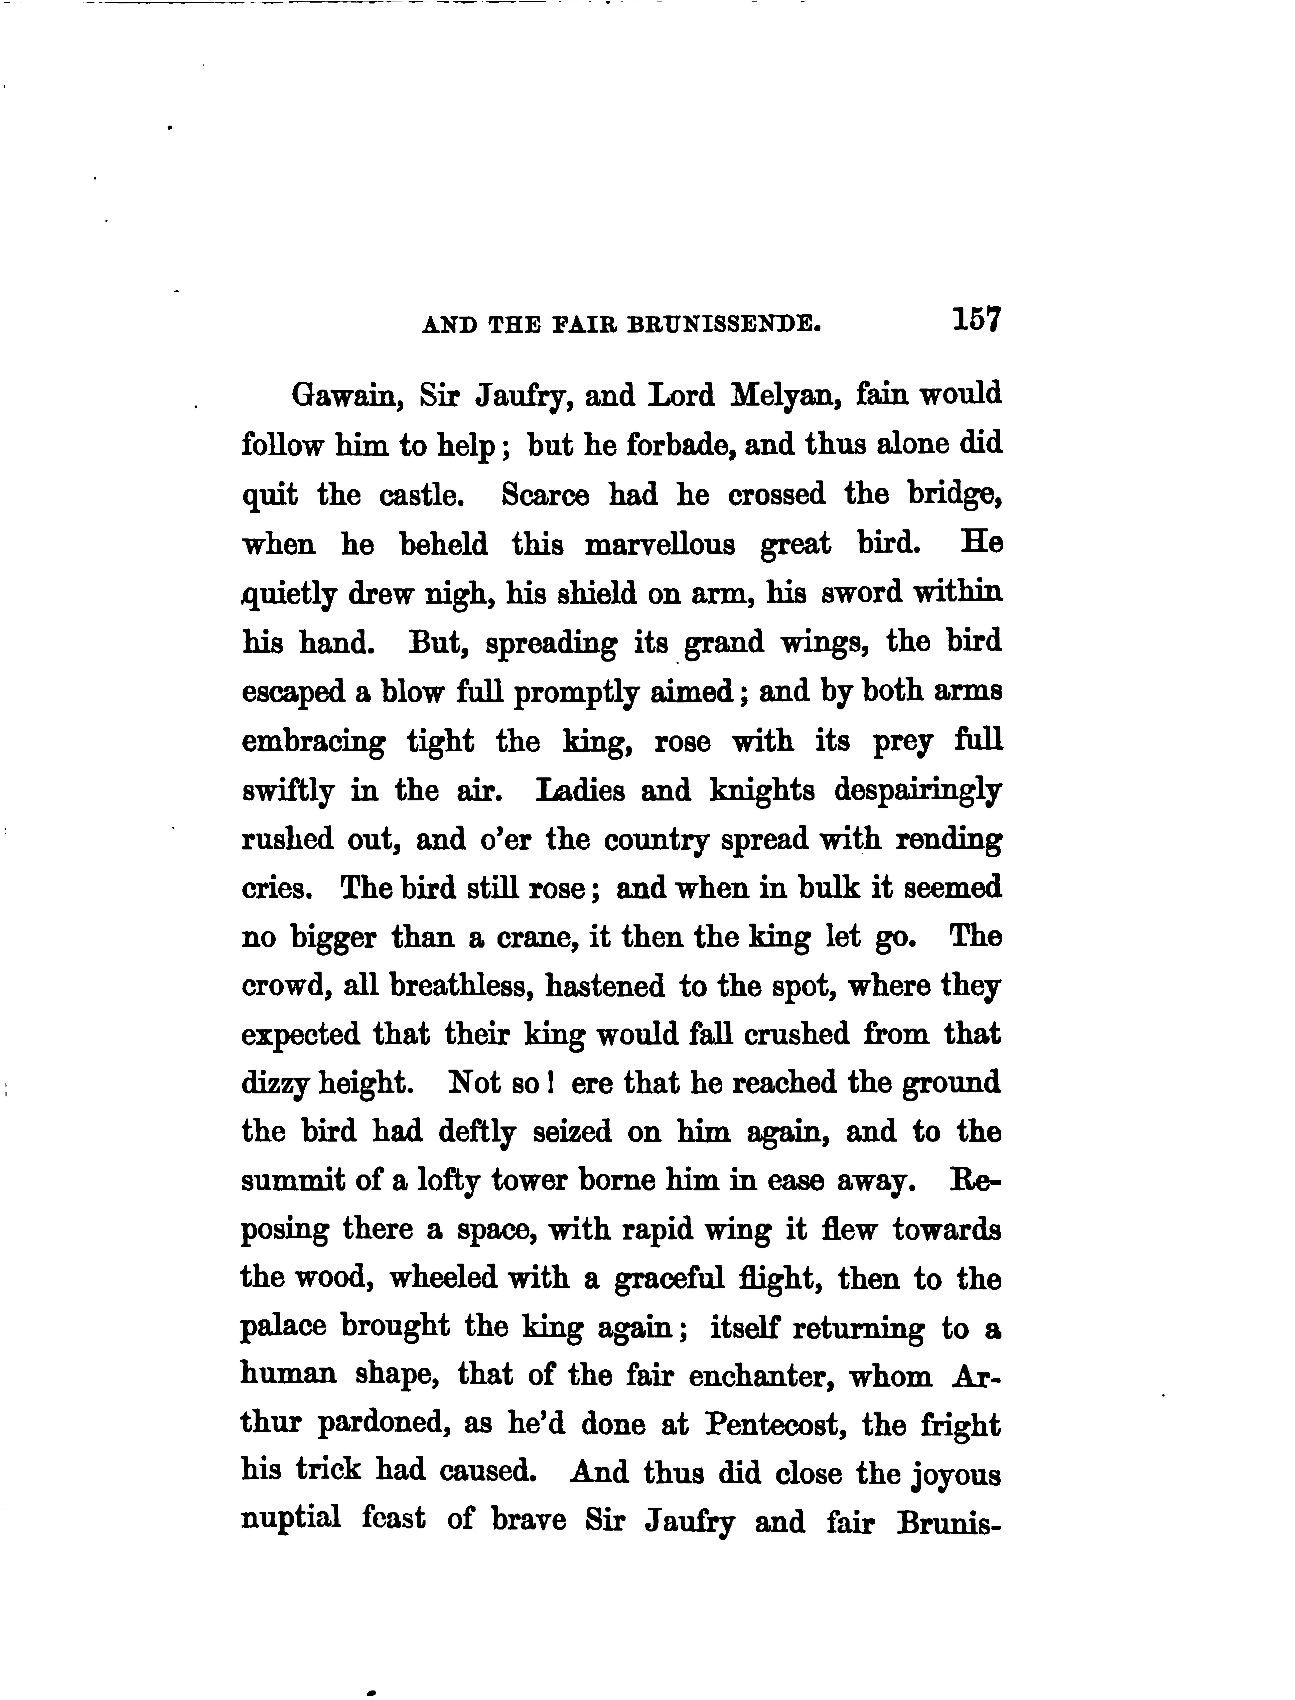 AND THE FAIR BRUNISSENDE. 157
Gawain, Sir Jaufry, and Lord Melyan, fain would
follow him to help; but he forbade, and thus alone did
quit the castle. Scarce had he crossed the bridge,
when he beheld this marvellous great bird. He
quietly drew nigh, his shield on arm, his sword within
his hand. But, spreading its grand wings, the bird
escaped a blow full promptly aimed; and by both arms
embracing tight the king, rose with its prey full
swiftly in the air. Ladies and knights despairingly
rushed out, and o'er the country spread with rending
cries. The bird still rose; and when in bulk it seemed
no bigger than a crane, it then the king let go. The
crowd, all breathless, hastened to the spot, where they
expected that their king would fall crushed from that
dizzy height. Not so! ere that he reached the ground
the bird had deftly seized on him again, and to the
summit of a lofty tower borne him in ease away. Re-
posing there a space, with rapid wing it flew towards
the wood, wheeled with a graceful flight, then to the
palace brought the king again; itself returning to a
human shape, that of the fair enchanter, whom Ar-
thur pardoned, as he'd done at Pentecost, the fright
his trick had caused. And thus did close the joyous
nuptial feast of brave Sir Jaufry and fair Brunis-